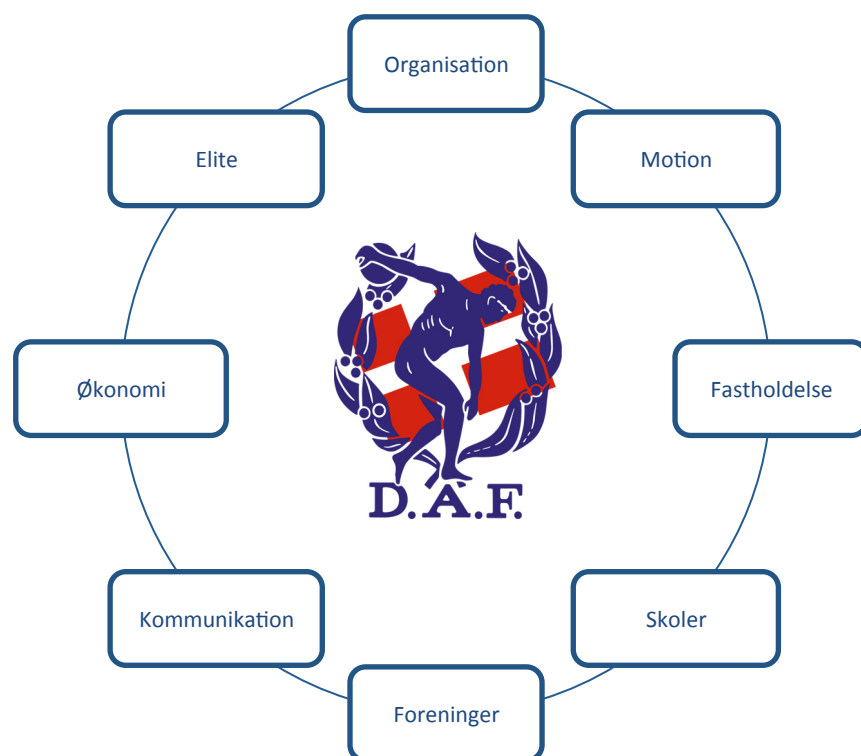 Organisation
Elite
Motion
Økonomi
Fastholdelse
D.A.F.
Kommunikation
Skoler
Foreninger